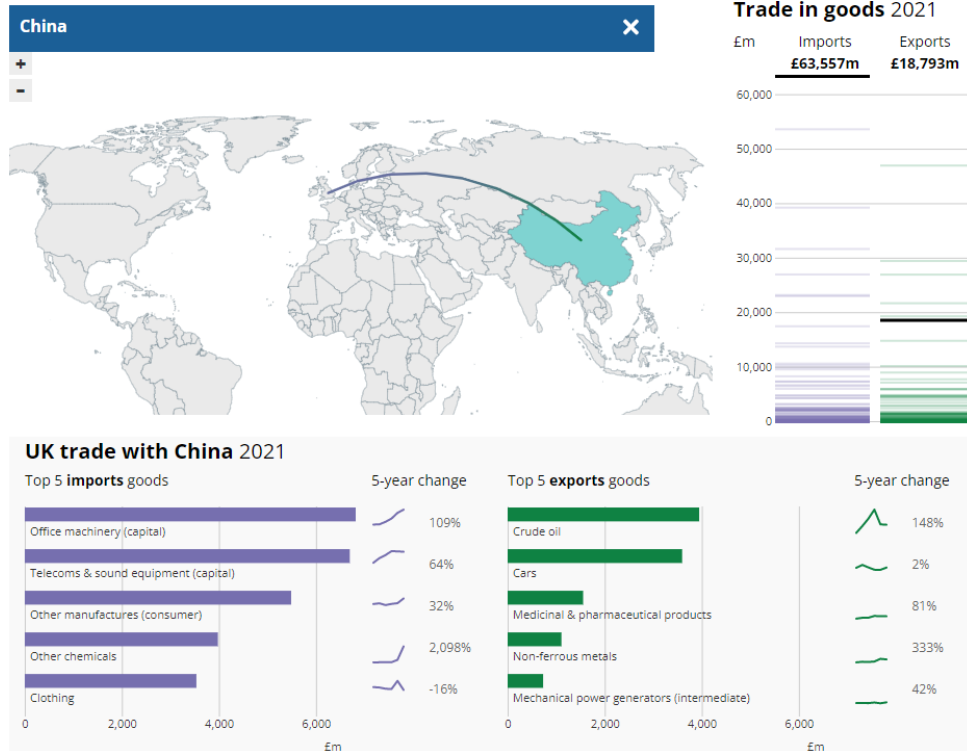 China
+
-
Trade in goods 2021
£m Imports Exports
£63,557m £18,793m
60,000
50,000
40,000
30,000
20,000
10,000
0
UK trade with China 2021
Top 5 imports goods 5-year change
Office machinery (capital) 109%
Telecoms & sound equipment (capital) 64%
Other manufactures (consumer) 32%
Other chemicals 2,098%
Clothing -16%
0 2,000 4,000 6,000
£m
Top 5 exports goods 5-year change
Crude oil 148%
Cars 2%
Medicinal & pharmaceutical products 81%
Non-ferrous metals 333%
Mechanical power generators (intermediate) 42%
0 2,000 4,000 6,000
£m